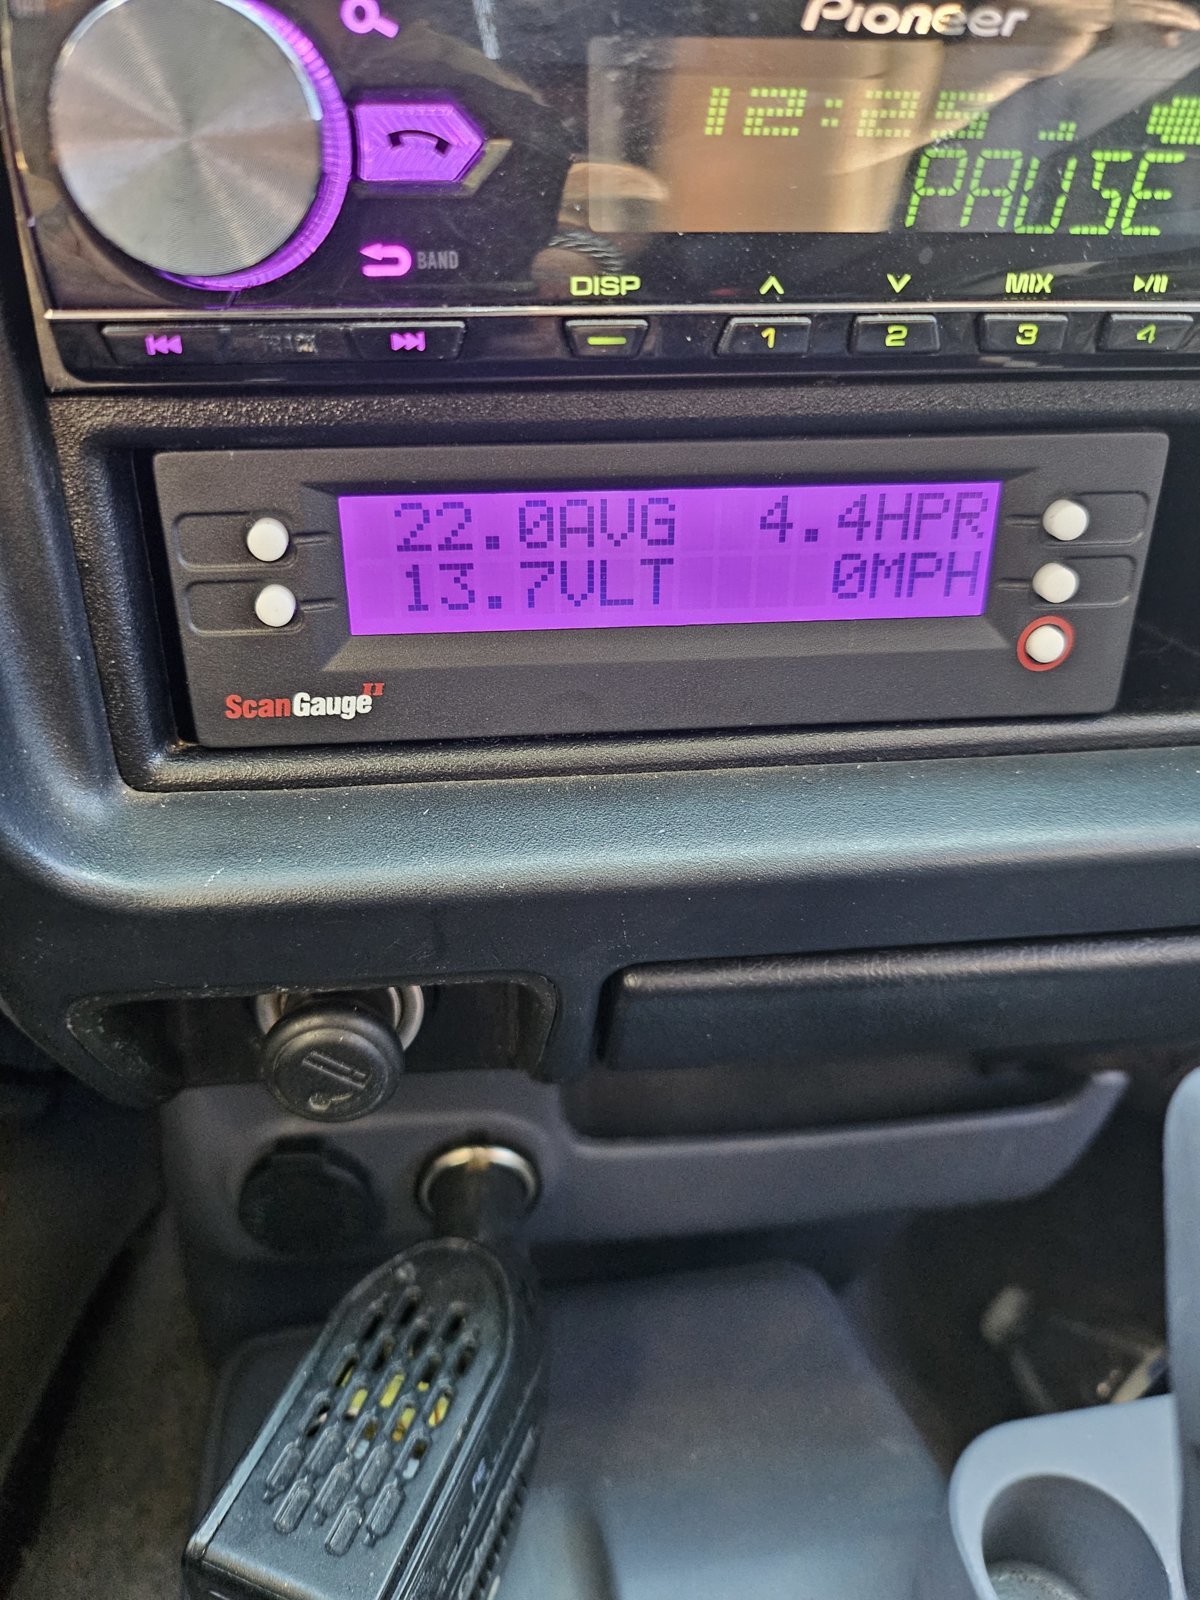 Pioneer
12:25
PAUSE
BAND
DISP
MIX
TRACK
1
2
3
4
22.0AVG 4.4HPR
13.7VLT 0MPH
ScanGauge II